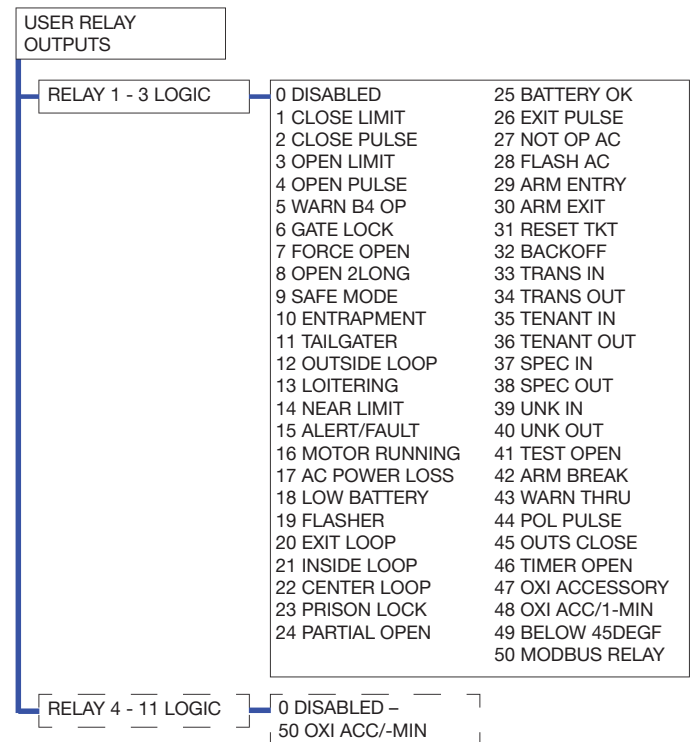 USER RELAY
OUTPUTS
RELAY 1 - 3 LOGIC
0 DISABLED
1 CLOSE LIMIT
2 CLOSE PULSE
3 OPEN LIMIT
4 OPEN PULSE
5 WARN B4 OP
6 GATE LOCK
7 FORCE OPEN
8 OPEN 2LONG
9 SAFE MODE
10 ENTRAPMENT
11 TAILGATER
12 OUTSIDE LOOP
13 LOITERING
14 NEAR LIMIT
15 ALERT/FAULT
16 MOTOR RUNNING
17 AC POWER LOSS
18 LOW BATTERY
19 FLASHER
20 EXIT LOOP
21 INSIDE LOOP
22 CENTER LOOP
23 PRISON LOCK
24 PARTIAL OPEN
25 BATTERY OK
26 EXIT PULSE
27 NOT OP AC
28 FLASH AC
29 ARM ENTRY
30 ARM EXIT
31 RESET TKT
32 BACKOFF
33 TRANS IN
34 TRANS OUT
35 TENANT IN
36 TENANT OUT
37 SPEC IN
38 SPEC OUT
39 UNK IN
40 UNK OUT
41 TEST OPEN
42 ARM BREAK
43 WARN THRU
44 POL PULSE
45 OUTS CLOSE
46 TIMER OPEN
47 OXI ACCESSORY
48 OXI ACC/1-MIN
49 BELOW 45DEGF
50 MODBUS RELAY
RELAY 4 - 11 LOGIC
0 DISABLED –
50 OXI ACC/-MIN